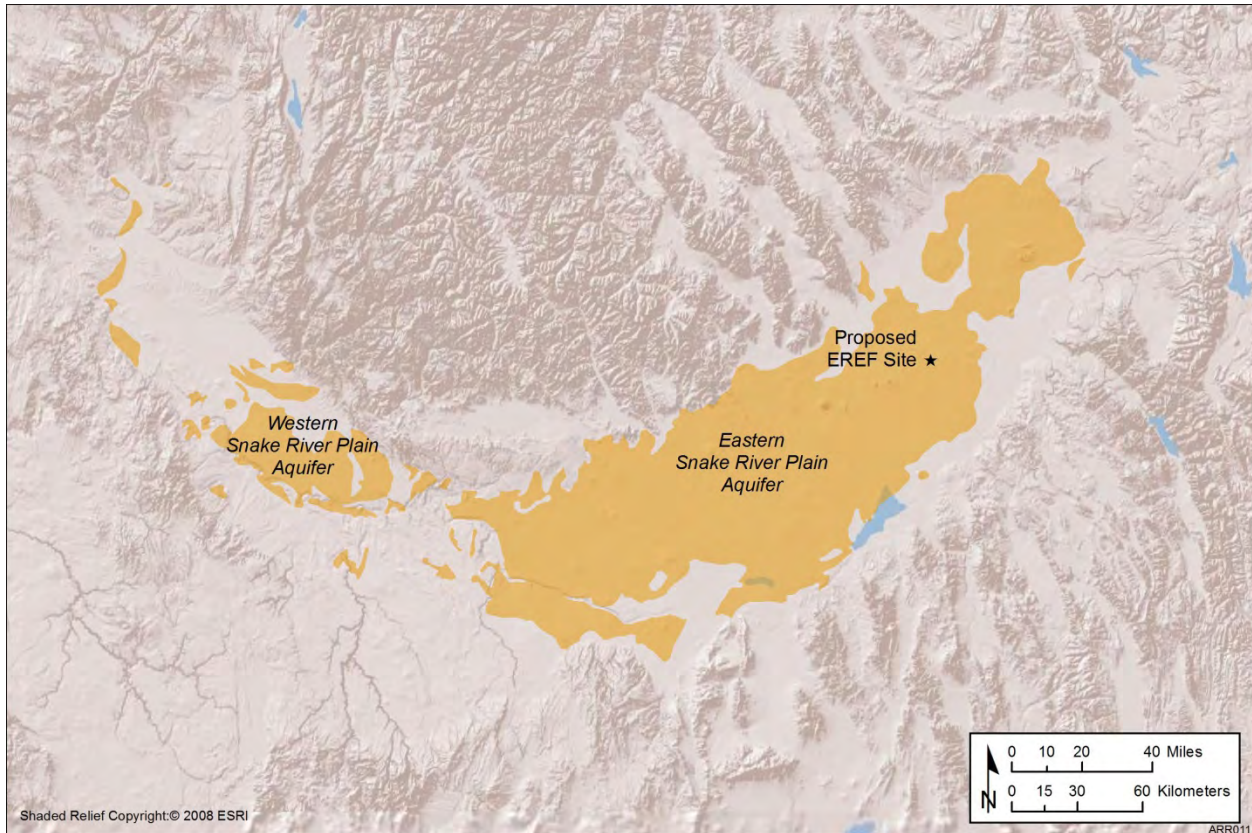 Proposed
EREF Site
Western
Snake River Plain
Aquifer
Eastern
Snake River Plain
Aquifer
0 10 20 40 Miles
N
0 15 30 60 Kilometers
Shaded Relief Copyright:© 2008 ESRI
ARR011